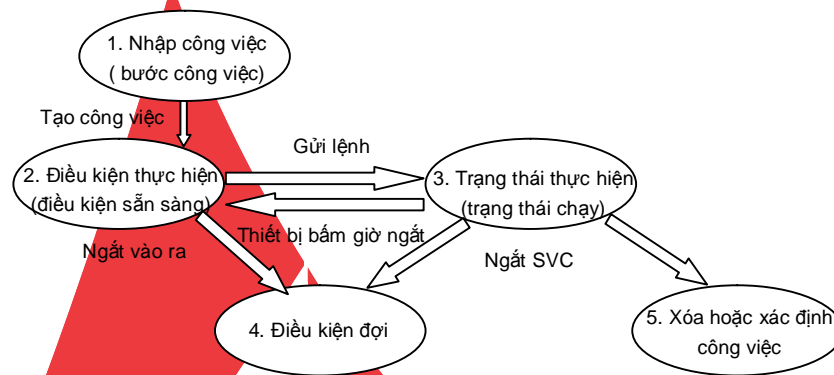 1. Nhập công việc
( bước công việc)
Tạo công việc
Gửi lệnh
2. Điều kiện thực hiện
(điều kiện sẵn sàng)
3. Trạng thái thực hiện
(trạng thái chạy)
Thiết bị bấm giờ ngắt
Ngắt vào ra
Ngắt SVC
4. Điều kiện đợi
5. Xóa hoặc xác định
công việc